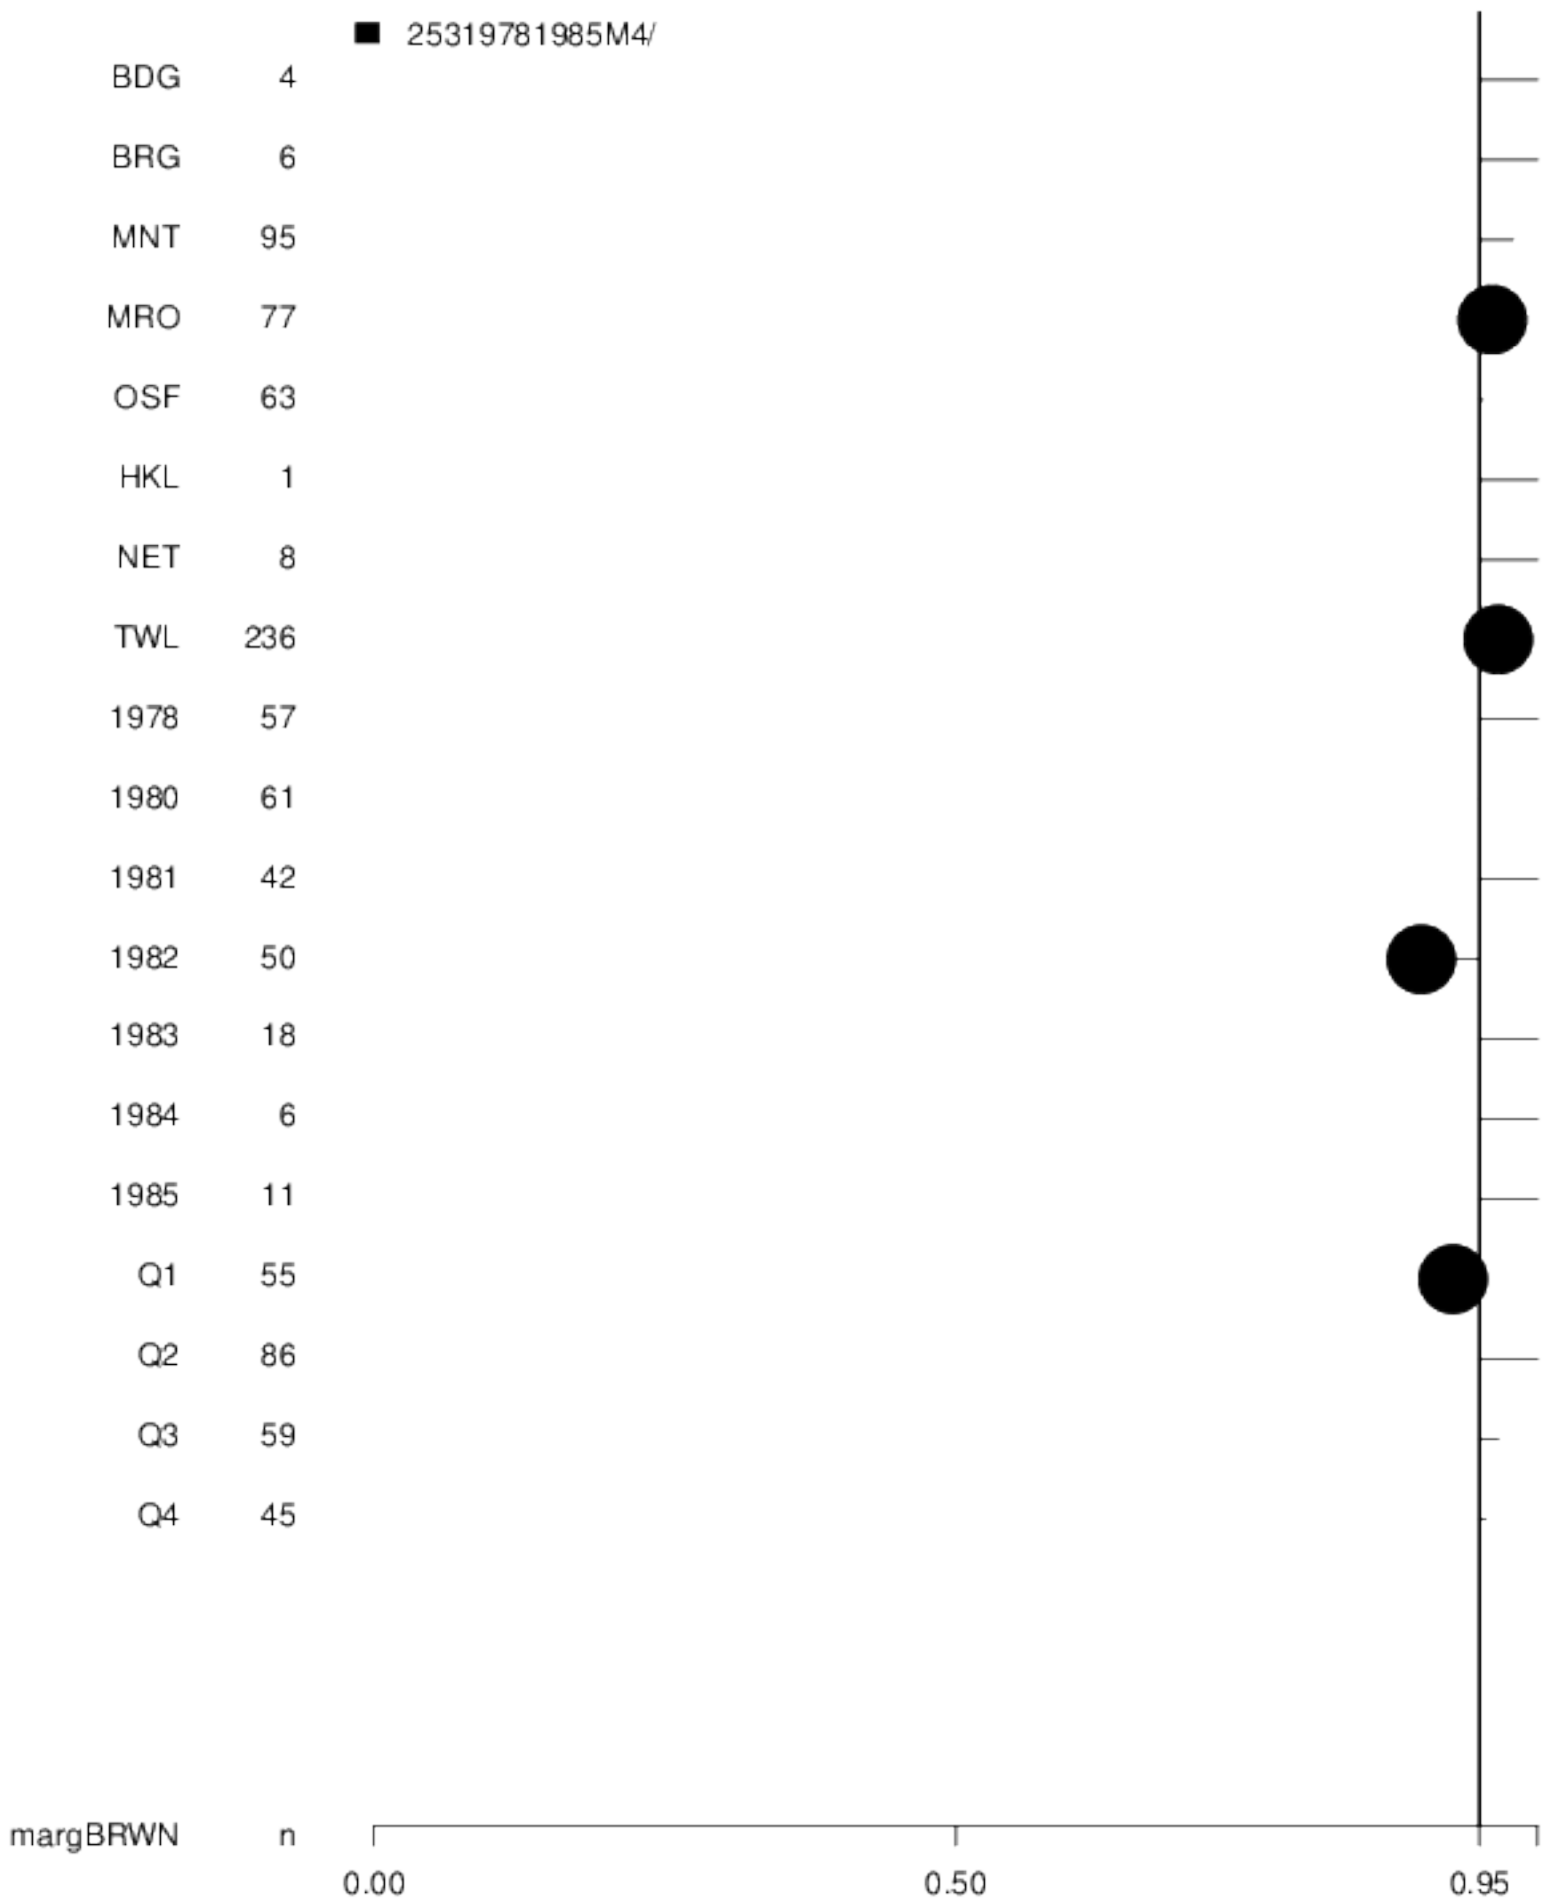 25319781985M4/
BDG 4
BRG 6
MNT 95
MRO 77
OSF 63
HKL 1
NET 8
TWL 236
1978 57
1980 61
1981 42
1982 50
1983 18
1984 6
1985 11
Q1 55
Q2 86
Q3 59
Q4 45
margBRWN n
0.00 0.50 0.95